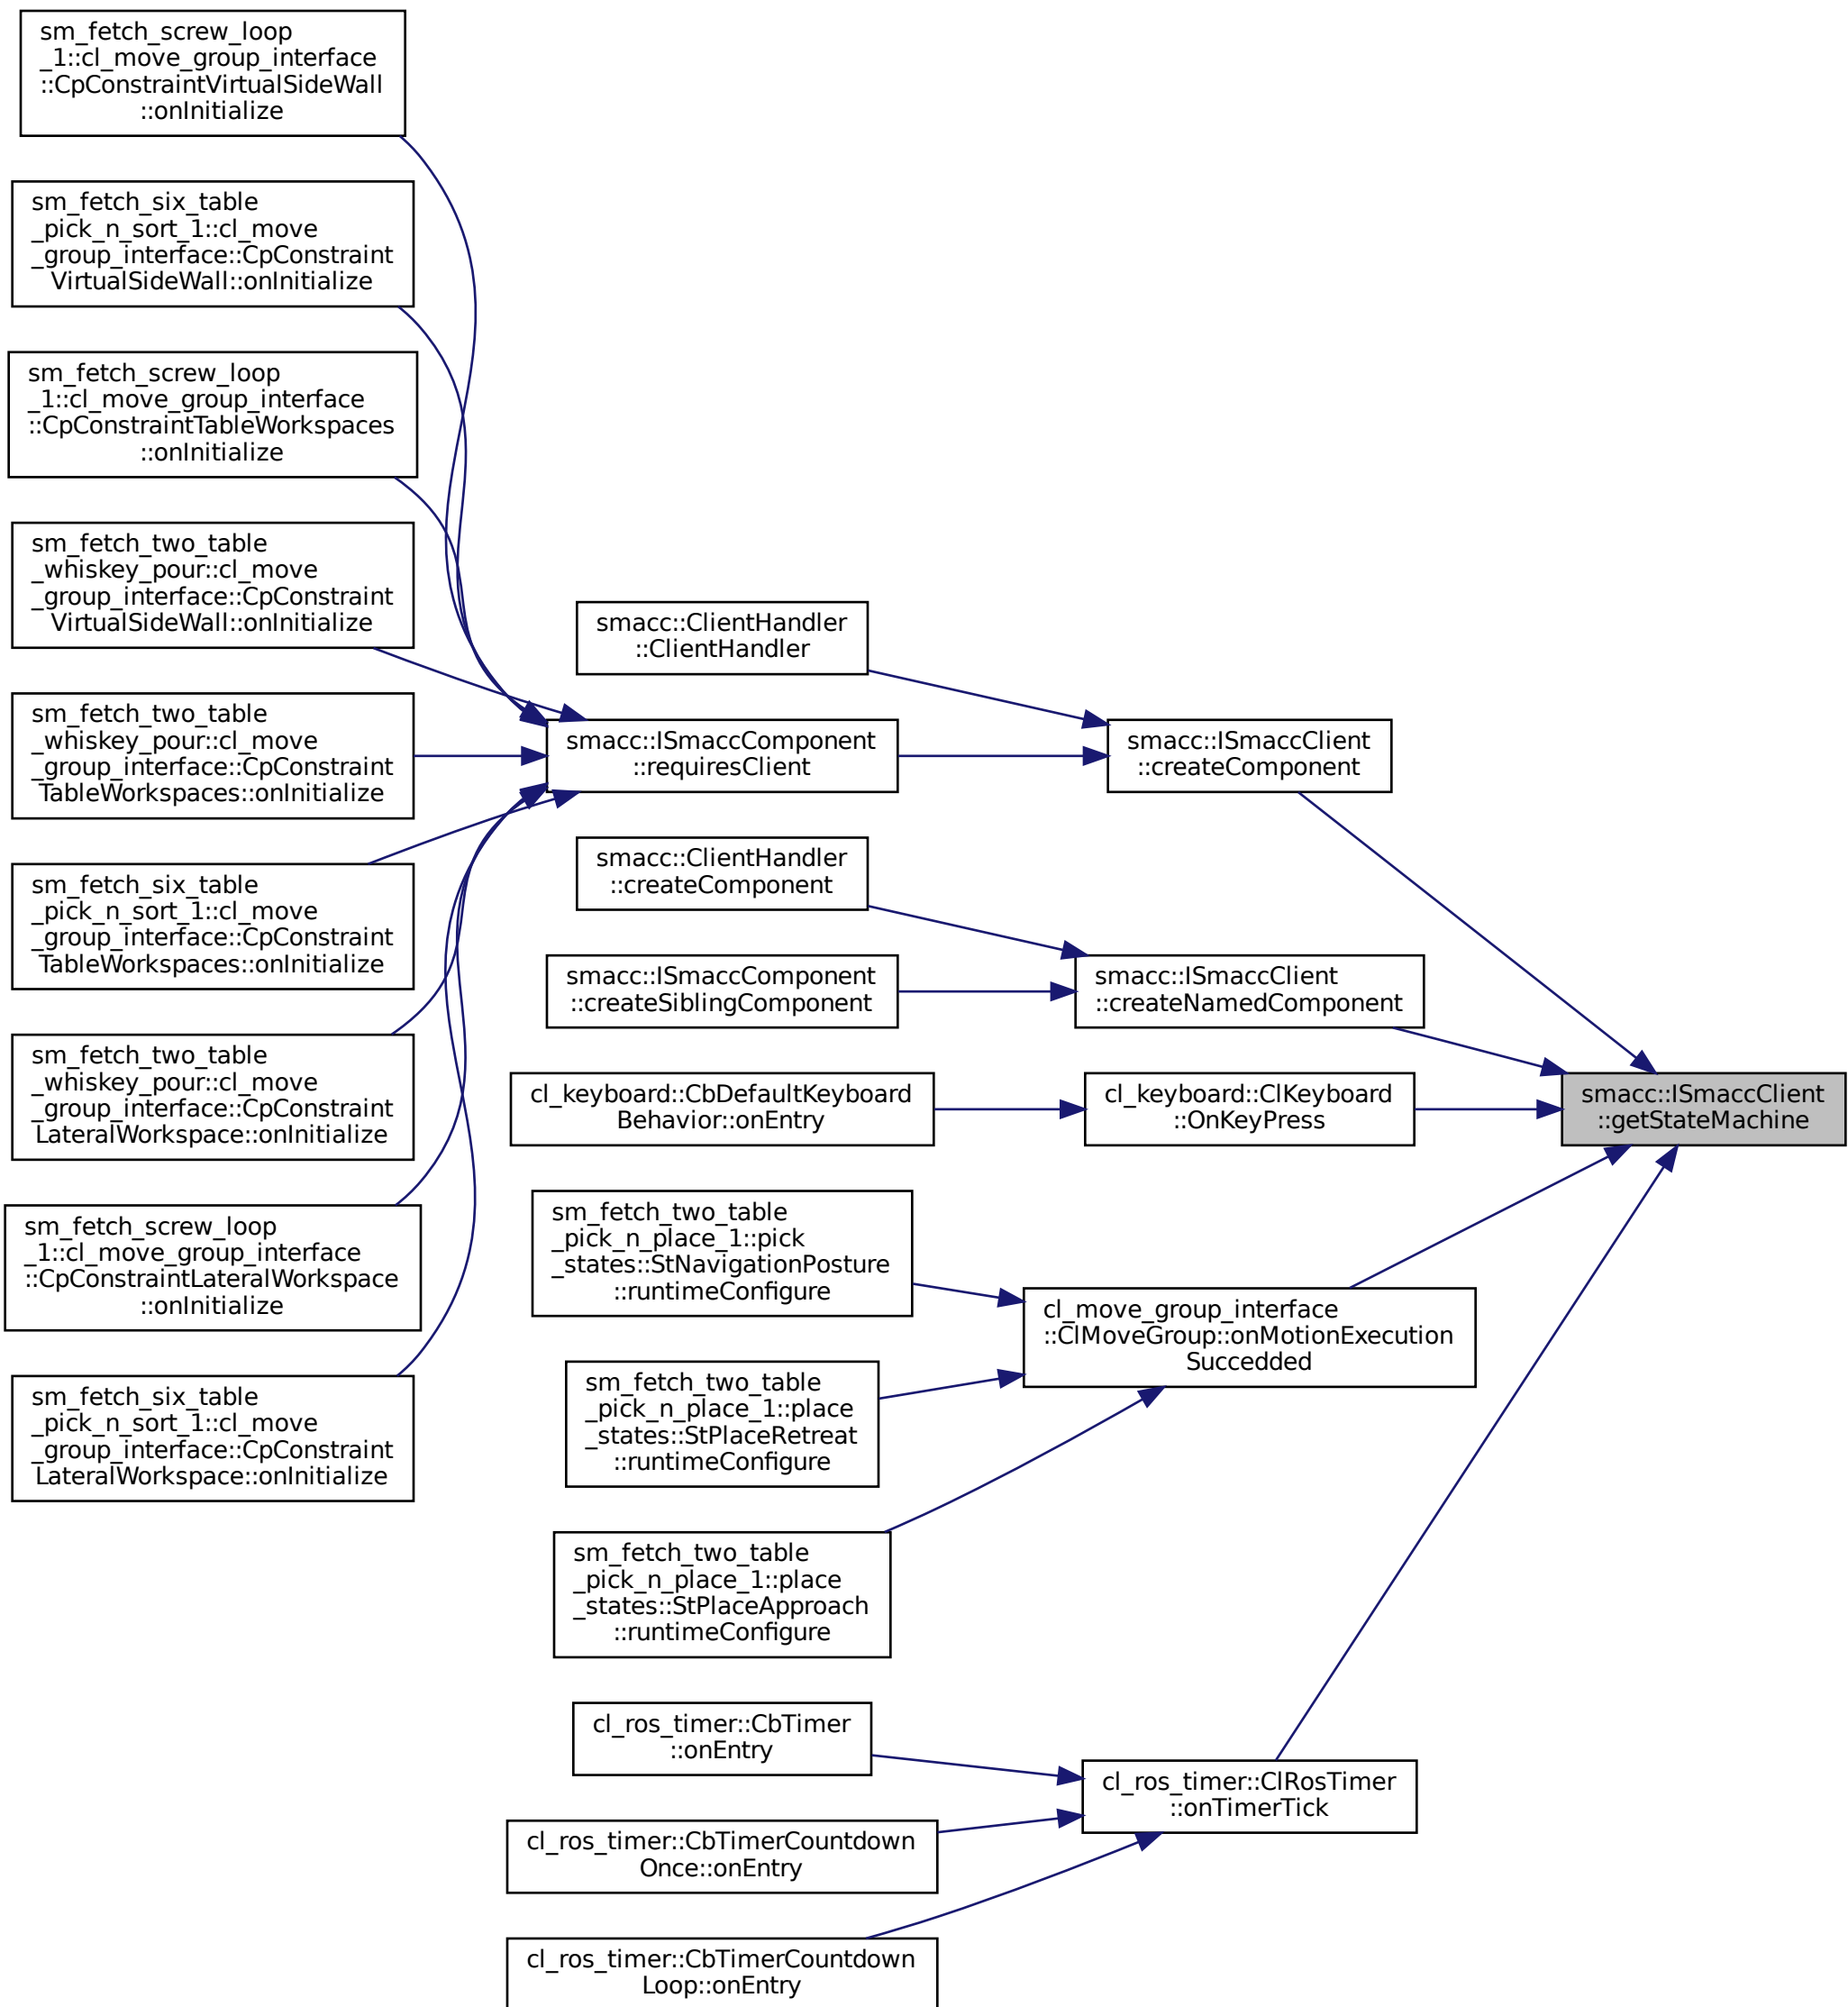 sm_fetch_screw_loop
_1::cl_move_group_interface
::CpConstraintVirtualSideWall
::onInitialize
sm_fetch_six_table
_pick_n_sort_1::cl_move
_group_interface::CpConstraint
VirtualSideWall::onInitialize
sm_fetch_screw_loop
_1::cl_move_group_interface
::CpConstraintTableWorkspaces
::onInitialize
sm_fetch_two_table
_whiskey_pour::cl_move
_group_interface::CpConstraint
VirtualSideWall::onInitialize
sm_fetch_two_table
_whiskey_pour::cl_move
_group_interface::CpConstraint
TableWorkspaces::onInitialize
sm_fetch_six_table
_pick_n_sort_1::cl_move
_group_interface::CpConstraint
TableWorkspaces::onInitialize
sm_fetch_two_table
_whiskey_pour::cl_move
_group_interface::CpConstraint
LateralWorkspace::onInitialize
sm_fetch_screw_loop
_1::cl_move_group_interface
::CpConstraintLateralWorkspace
::onInitialize
sm_fetch_six_table
_pick_n_sort_1::cl_move
_group_interface::CpConstraint
LateralWorkspace::onInitialize
smacc::ClientHandler
::ClientHandler
smacc::ISmaccComponent
::requiresClient
smacc::ClientHandler
::createComponent
smacc::ISmaccComponent
::createSiblingComponent
cl_keyboard::CbDefaultKeyboard
Behavior::onEntry
sm_fetch_two_table
_pick_n_place_1::pick
_states::StNavigationPosture
::runtimeConfigure
sm_fetch_two_table
_pick_n_place_1::place
_states::StPlaceRetreat
::runtimeConfigure
sm_fetch_two_table
_pick_n_place_1::place
_states::StPlaceApproach
::runtimeConfigure
cl_ros_timer::CbTimer
::onEntry
cl_ros_timer::CbTimerCountdown
Once::onEntry
cl_ros_timer::CbTimerCountdown
Loop::onEntry
smacc::ISmaccClient
::createComponent
smacc::ISmaccClient
::createNamedComponent
cl_keyboard::ClKeyboard
::OnKeyPress
cl_move_group_interface
::ClMoveGroup::onMotionExecution
Succedded
cl_ros_timer::ClRosTimer
::onTimerTick
smacc::ISmaccClient
::getStateMachine